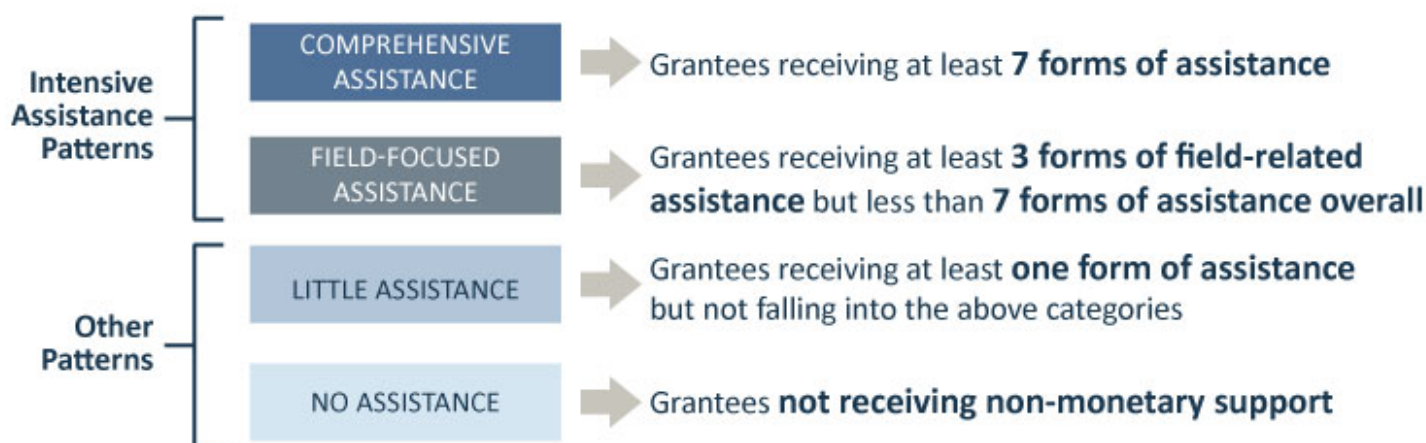 Intensive
Assistance
Patterns
COMPREHENSIVE
ASSISTANCE
Grantees receiving at least 7 forms of assistance
FIELD-FOCUSED
ASSISTANCE
Grantees receiving at least 3 forms of field-related
assistance but less than 7 forms of assistance overall
Other
Patterns
LITTLE ASSISTANCE
Grantees receiving at least one form of assistance
but not falling into the above categories
NO ASSISTANCE
Grantees not receiving non-monetary support